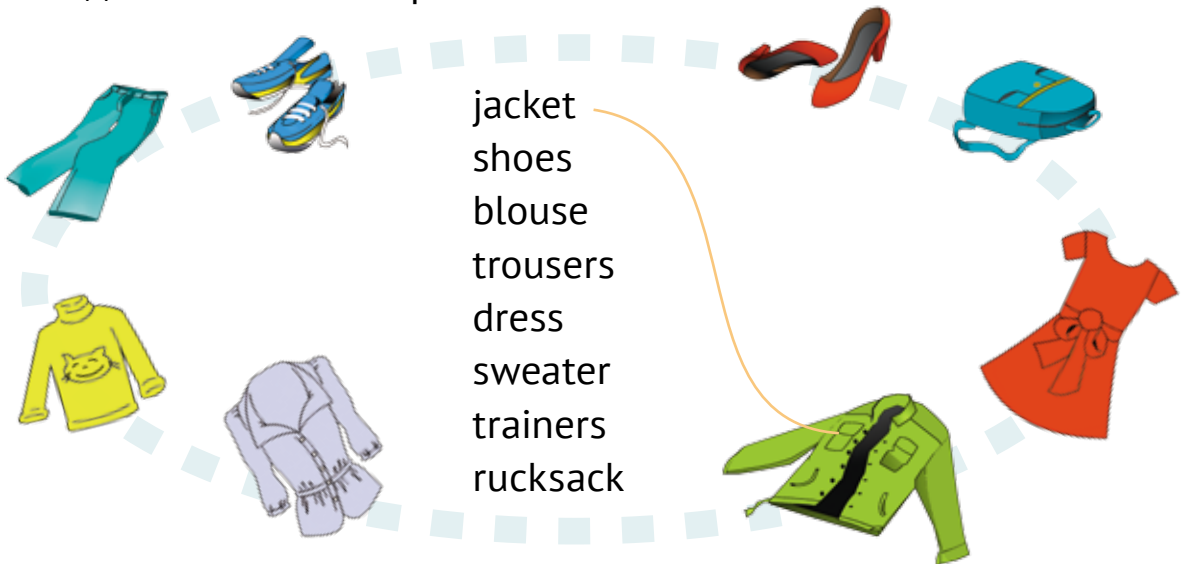 jacket
shoes
blouse
trousers
dress
sweater
trainers
rucksack